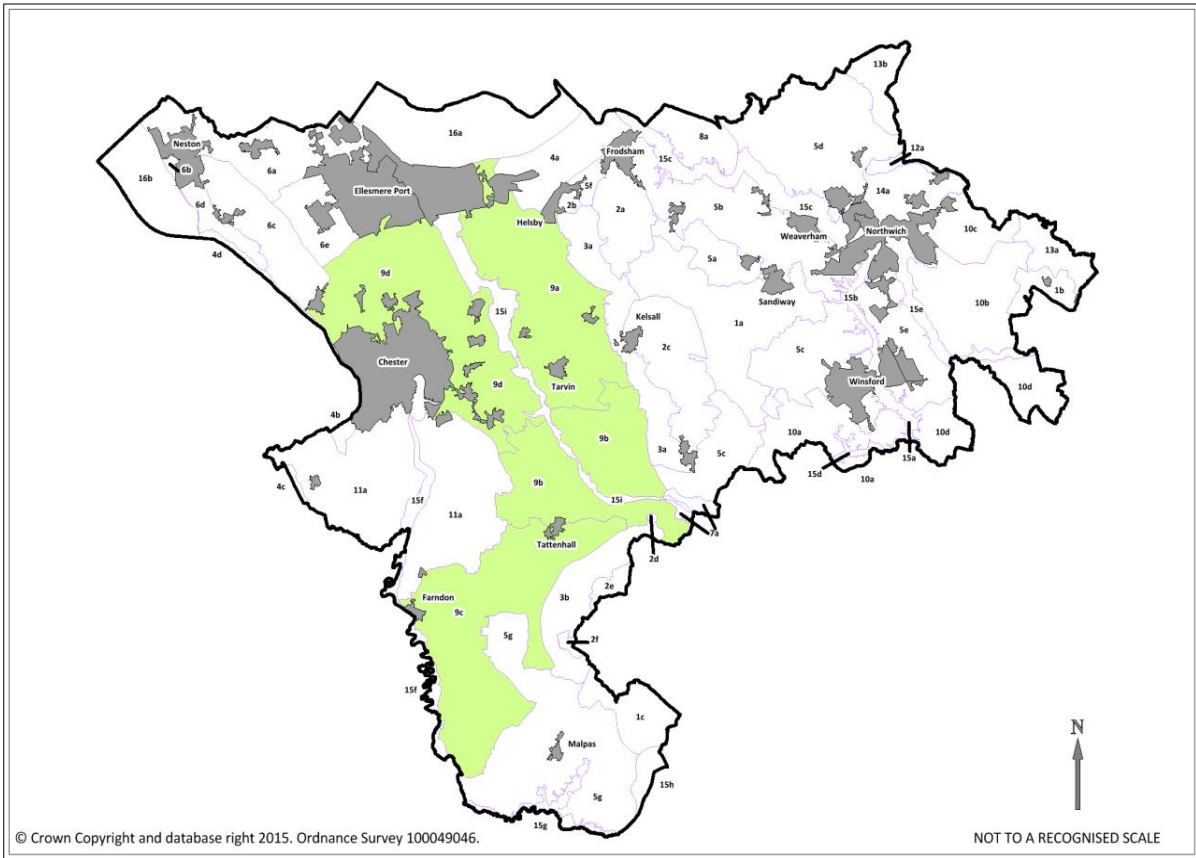 13b
16a
8a
Neston
5d
12a
4a
Frodsham
15c
6b
6a
16b
5f
14a
Ellesmere Port
2b
5b
15c
6d
2a
Helsby
Weaverham
Northwich
10c
6c
4d
6e
3a
13a
5a
9d
9a
Sandiway
1b
15b
10b
15i
Kelsall
1a
15e
2c
5e
5c
Chester
9d
Tarvin
Winsford
10d
4b
9b
3a
10a
10d
5c
15a
15d
10a
9b
4c
11a
15f
15i
11a
7a
Tattenhall
2d
2e
3b
Farndon
9c
5g
2f
15f
1c
N
Malpas
15h
5g
15g
© Crown Copyright and database right 2015. Ordnance Survey 100049046.
NOT TO A RECOGNISED SCALE